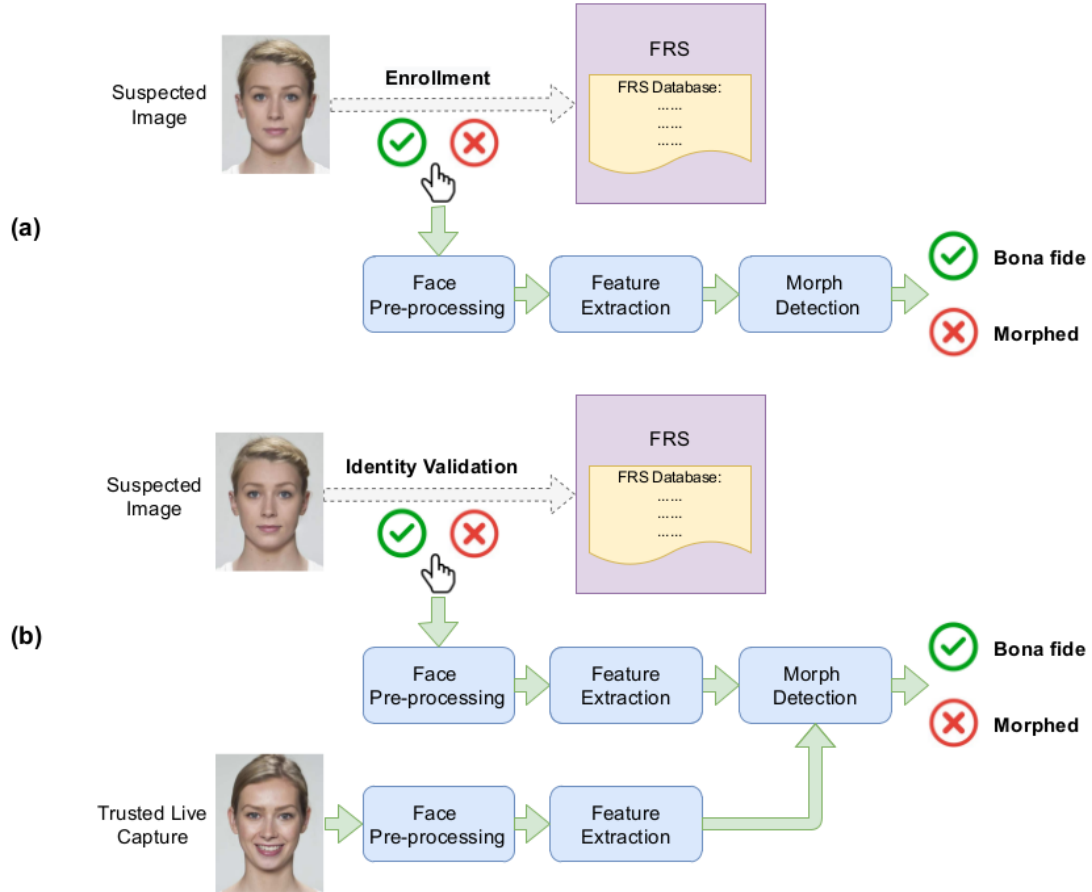 FRS
Enrollment
Suspected
Image
FRS Database:
......
......
......
(a)
Face
Pre-processing
Feature
Extraction
Morph
Detection
Bona fide
Morphed
FRS
Identity Validation
Suspected
Image
FRS Database:
......
......
......
(b)
Face
Pre-processing
Feature
Extraction
Morph
Detection
Bona fide
Morphed
Trusted Live
Capture
Face
Pre-processing
Feature
Extraction